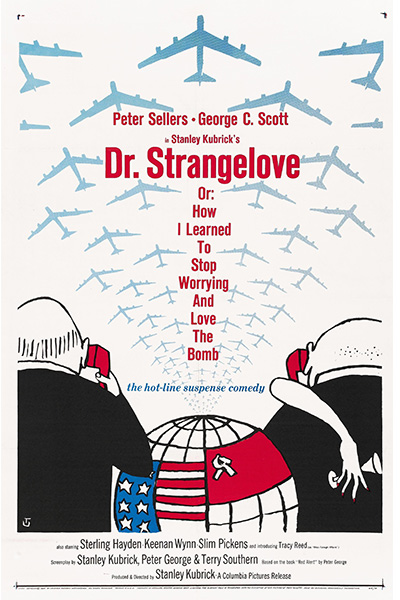 Peter Sellers · George C. Scott
in Stanley Kubrick's
Dr. Strangelove
Or:
How
I Learned
To
Stop
Worrying
And
Love
The
Bomb
the hot-line suspense comedy
also starring Sterling Hayden · Keenan Wynn · Slim Pickens and introducing Tracy Reed
Screenplay by Stanley Kubrick, Peter George & Terry Southern Based on the book "Red Alert" by Peter George
Produced & Directed by Stanley Kubrick · A Columbia Pictures Release